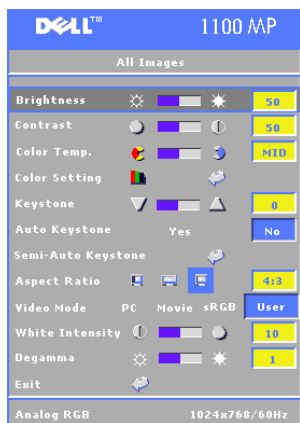 DELL™ 1100 MP
All Images
Brightness 50
Contrast 50
Color Temp. MID
Color Setting
Keystone 0
Auto Keystone Yes No
Semi-Auto Keystone
Aspect Ratio 4:3
Video Mode PC Movie sRGB User
White Intensity 10
Degamma 1
Exit
Analog RGB 1024x768/60Hz